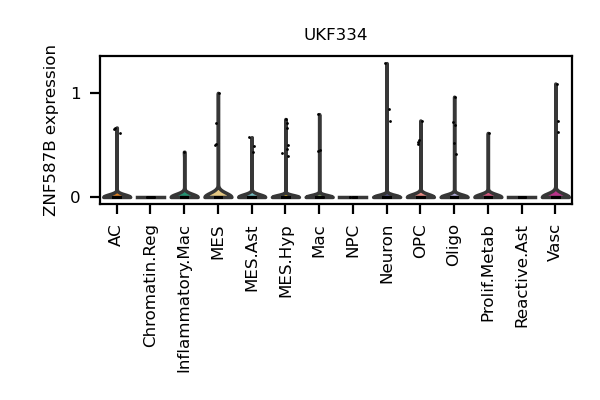 UKF334
ZNF587B expression
1
0
AC
Chromatin.Reg
Inflammatory.Mac
MES
MES.Ast
MES.Hyp
Mac
NPC
Neuron
OPC
Oligo
Prolif.Metab
Reactive.Ast
Vasc